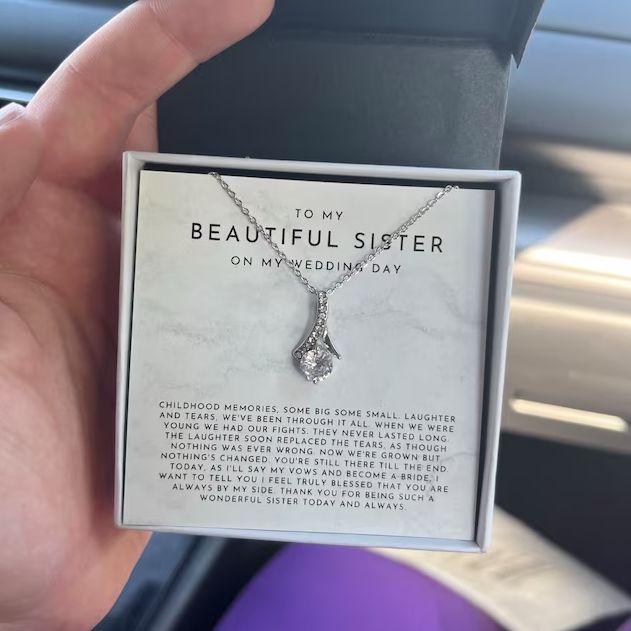 TO MY
BEAUTIFUL SISTER
ON MY WEDDING DAY
CHILDHOOD MEMORIES, SOME BIG SOME SMALL. LAUGHTER
AND TEARS, WE'VE BEEN THROUGH IT ALL. WHEN WE WERE
YOUNG WE HAD OUR FIGHTS. THEY NEVER LASTED LONG.
THE LAUGHTER SOON REPLACED THE TEARS, AS THOUGH
NOTHING WAS EVER WRONG. NOW WE'RE GROWN BUT
NOTHING'S CHANGED. YOU'RE STILL THERE TILL THE END.
TODAY, AS I'LL SAY MY VOWS AND BECOME A BRIDE, I
WANT TO TELL YOU I FEEL TRULY BLESSED THAT YOU ARE
ALWAYS BY MY SIDE. THANK YOU FOR BEING SUCH A
WONDERFUL SISTER TODAY AND ALWAYS.